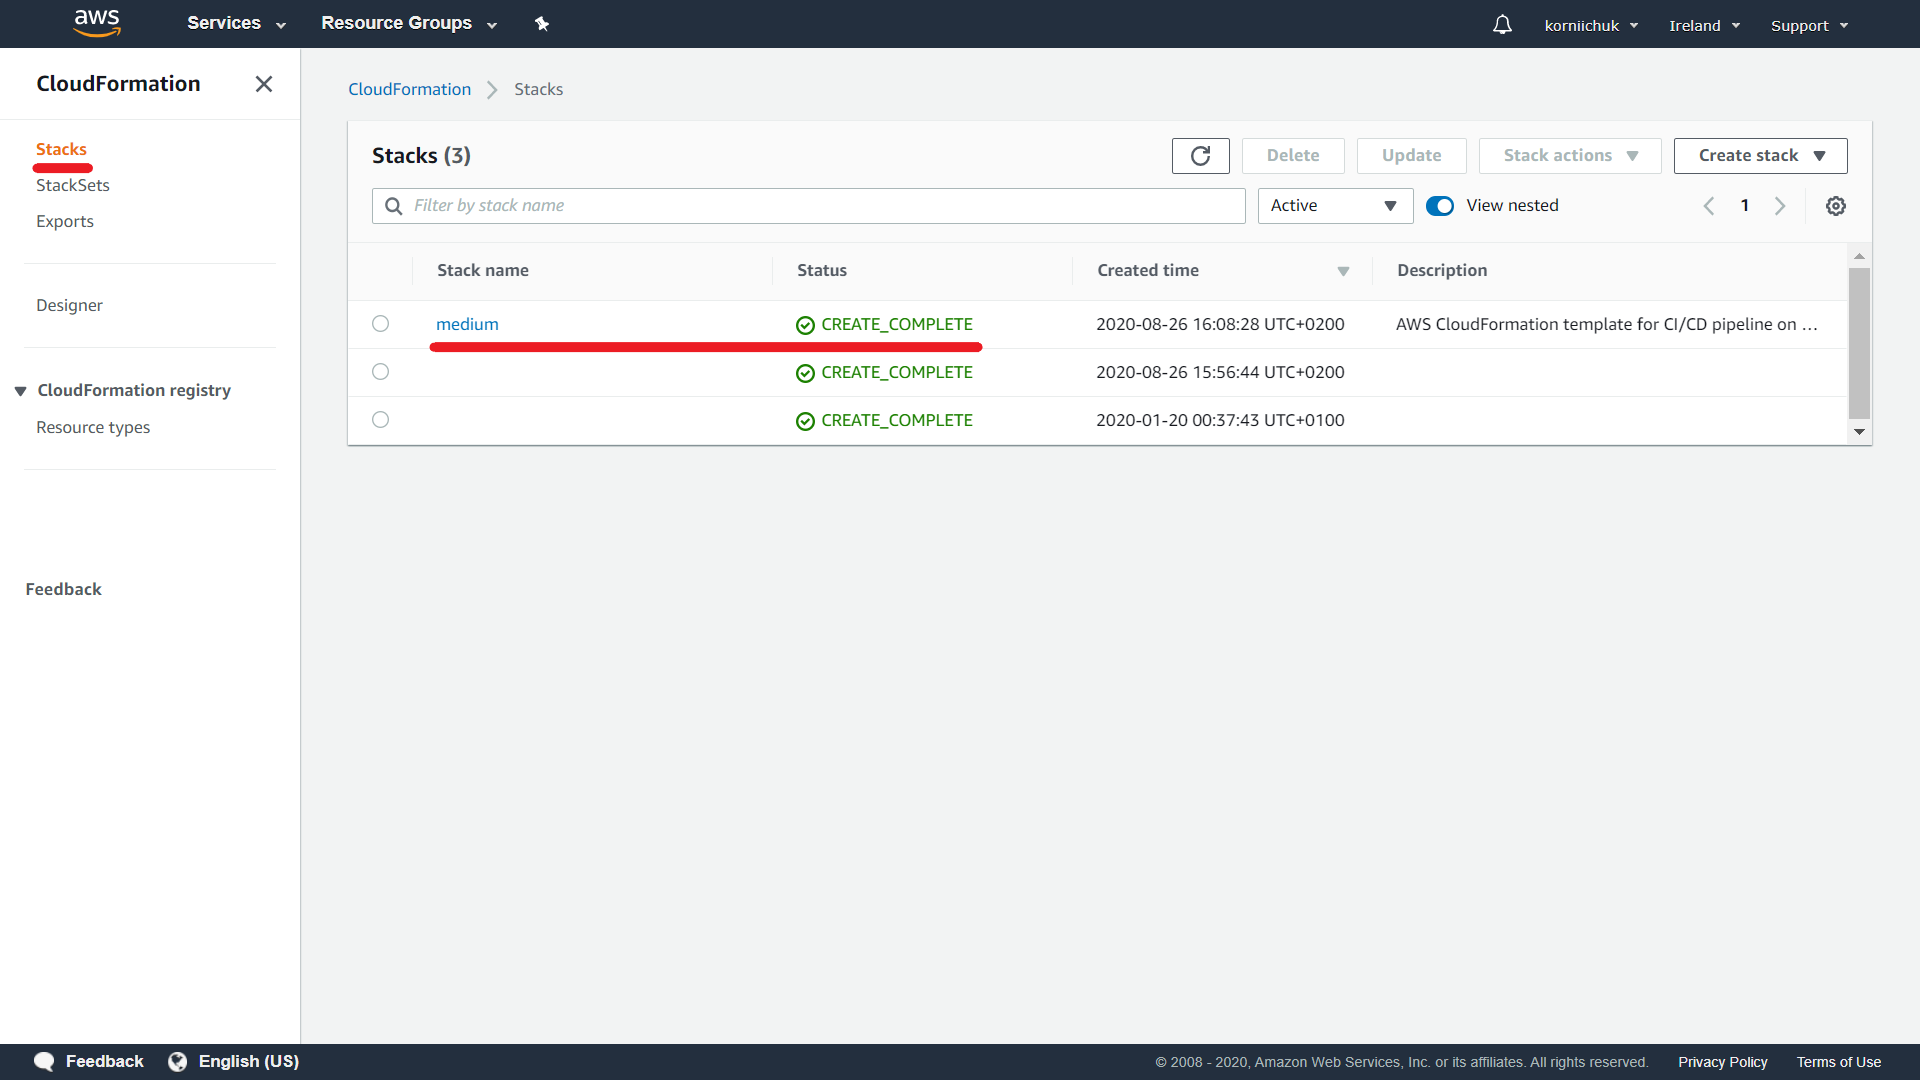 aws Services Resource Groups korniichuk Ireland Support
CloudFormation
Stacks
StackSets
Exports
Designer
CloudFormation registry
Resource types
Feedback
CloudFormation Stacks
Stacks (3) Delete Update Stack actions Create stack
Filter by stack name Active View nested 1
Stack name Status Created time Description
medium CREATE_COMPLETE 2020-08-26 16:08:28 UTC+0200 AWS CloudFormation template for CI/CD pipeline on ...
CREATE_COMPLETE 2020-08-26 15:56:44 UTC+0200
CREATE_COMPLETE 2020-01-20 00:37:43 UTC+0100
Feedback English (US) © 2008 - 2020, Amazon Web Services, Inc. or its affiliates. All rights reserved. Privacy Policy Terms of Use